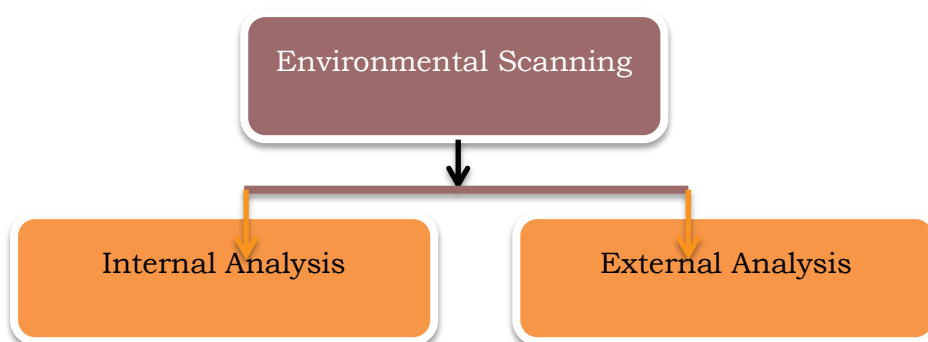 Environmental Scanning
Internal Analysis
External Analysis